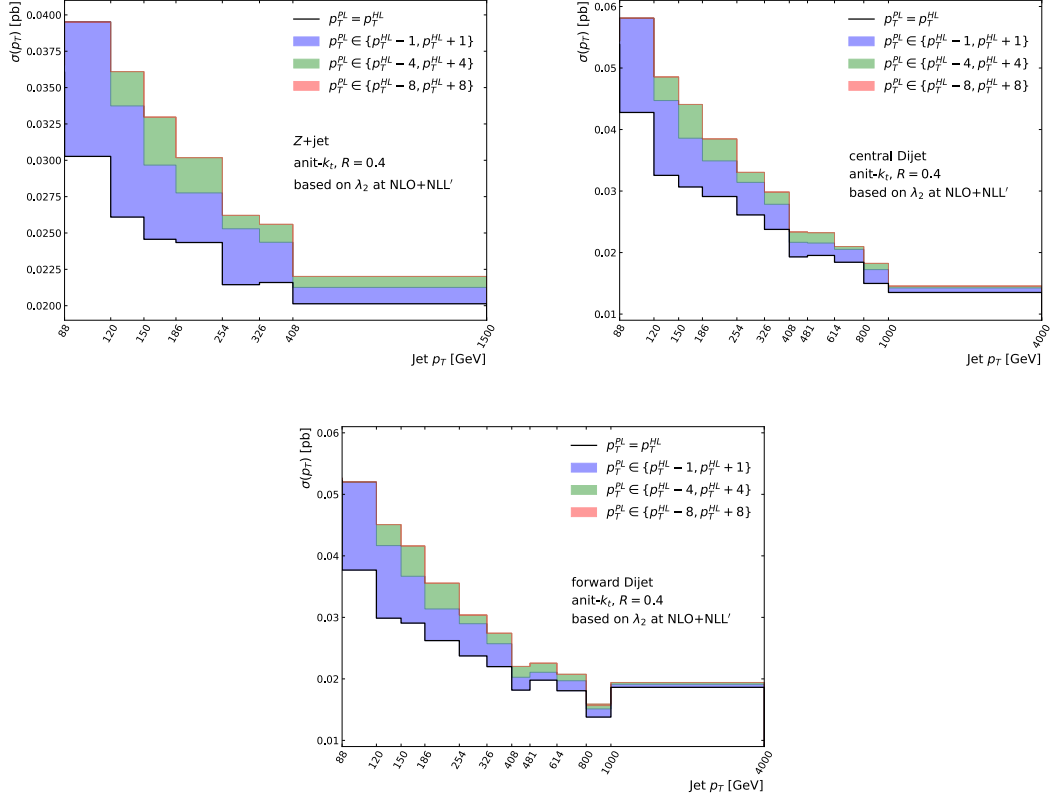 σ(p_T) [pb]
0.0400
0.0375
0.0350
0.0325
0.0300
0.0275
0.0250
0.0225
0.0200
p_T^{PL} = p_T^{HL}
p_T^{PL} ∈ {p_T^{HL} − 1, p_T^{HL} + 1}
p_T^{PL} ∈ {p_T^{HL} − 4, p_T^{HL} + 4}
p_T^{PL} ∈ {p_T^{HL} − 8, p_T^{HL} + 8}
Z+jet
anit-k_t, R = 0.4
based on λ_2 at NLO+NLL′
88 120 150 186 254 326 408 1500
Jet p_T [GeV]
σ(p_T) [pb]
0.06
0.05
0.04
0.03
0.02
0.01
p_T^{PL} = p_T^{HL}
p_T^{PL} ∈ {p_T^{HL} − 1, p_T^{HL} + 1}
p_T^{PL} ∈ {p_T^{HL} − 4, p_T^{HL} + 4}
p_T^{PL} ∈ {p_T^{HL} − 8, p_T^{HL} + 8}
central Dijet
anit-k_t, R = 0.4
based on λ_2 at NLO+NLL′
88 120 150 186 254 326 408 481 614 800 1000 4000
Jet p_T [GeV]
σ(p_T) [pb]
0.06
0.05
0.04
0.03
0.02
0.01
p_T^{PL} = p_T^{HL}
p_T^{PL} ∈ {p_T^{HL} − 1, p_T^{HL} + 1}
p_T^{PL} ∈ {p_T^{HL} − 4, p_T^{HL} + 4}
p_T^{PL} ∈ {p_T^{HL} − 8, p_T^{HL} + 8}
forward Dijet
anit-k_t, R = 0.4
based on λ_2 at NLO+NLL′
88 120 150 186 254 326 408 481 614 800 1000 4000
Jet p_T [GeV]